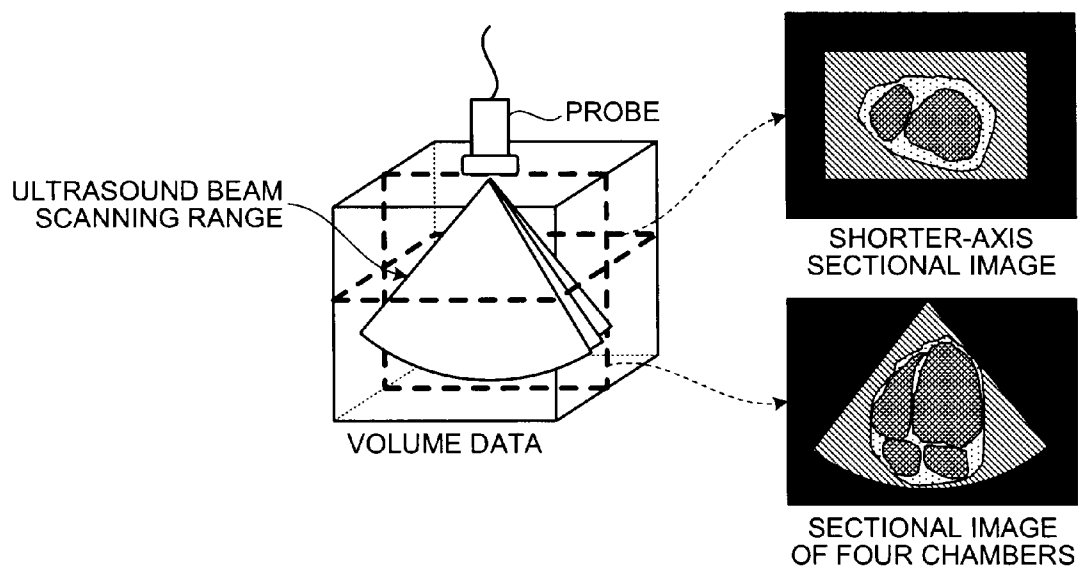 PROBE
ULTRASOUND BEAM
SCANNING RANGE
VOLUME DATA
SHORTER-AXIS
SECTIONAL IMAGE
SECTIONAL IMAGE
OF FOUR CHAMBERS